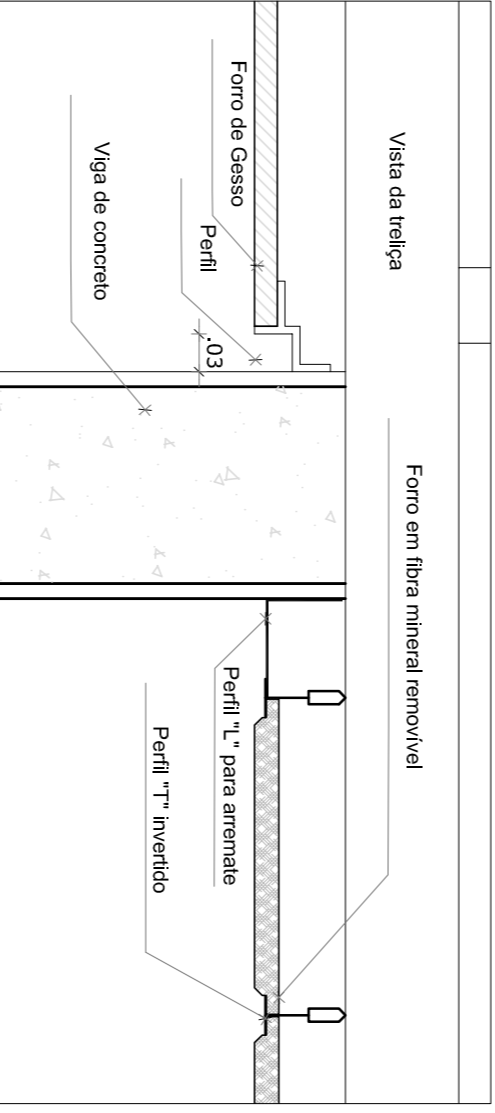 Vista da treliça
Forro em fibra mineral removível
Forro de Gesso
Perfil
.03
Viga de concreto
Perfil "L" para arremate
Perfil "T" invertido